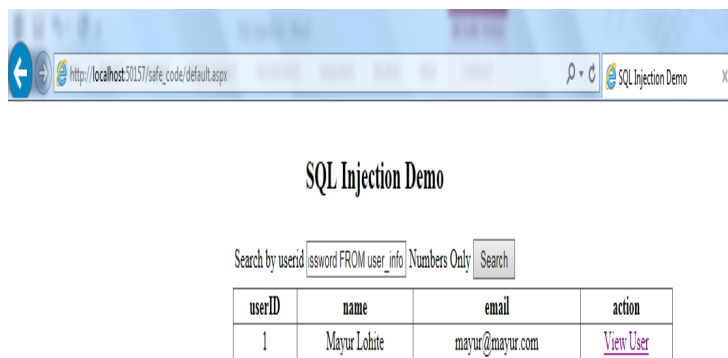 http://localhost:50157/safe_code/default.aspx
SQL Injection Demo
SQL Injection Demo
Search by userid ssword FROM user_info Numbers Only Search
userID name email action
1 Mayur Lohite mayur@mayur.com View User